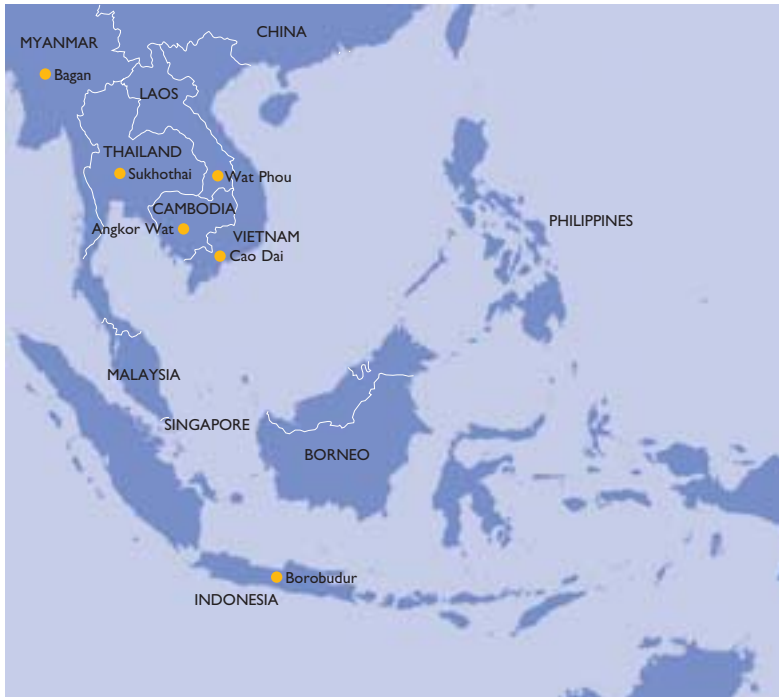 CHINA
MYANMAR
Bagan
LAOS
THAILAND
Sukhothai
Wat Phou
CAMBODIA
PHILIPPINES
Angkor Wat
VIETNAM
Cao Dai
MALAYSIA
SINGAPORE
BORNEO
Borobudur
INDONESIA